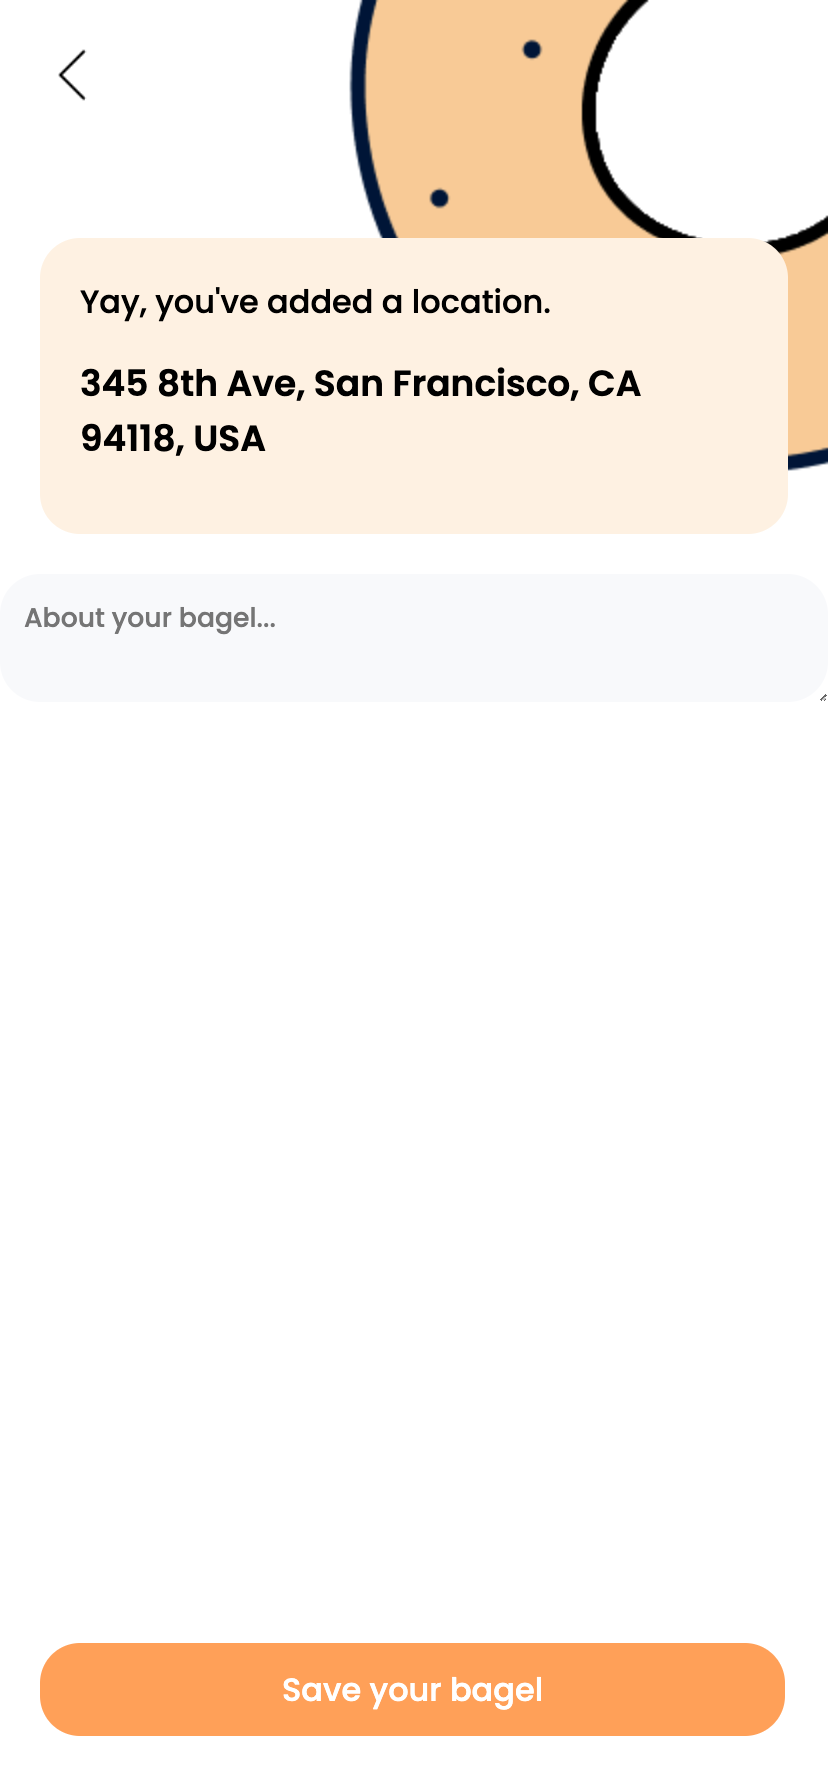 Yay, you've added a location.
345 8th Ave, San Francisco, CA
94118, USA
About your bagel...
Save your bagel